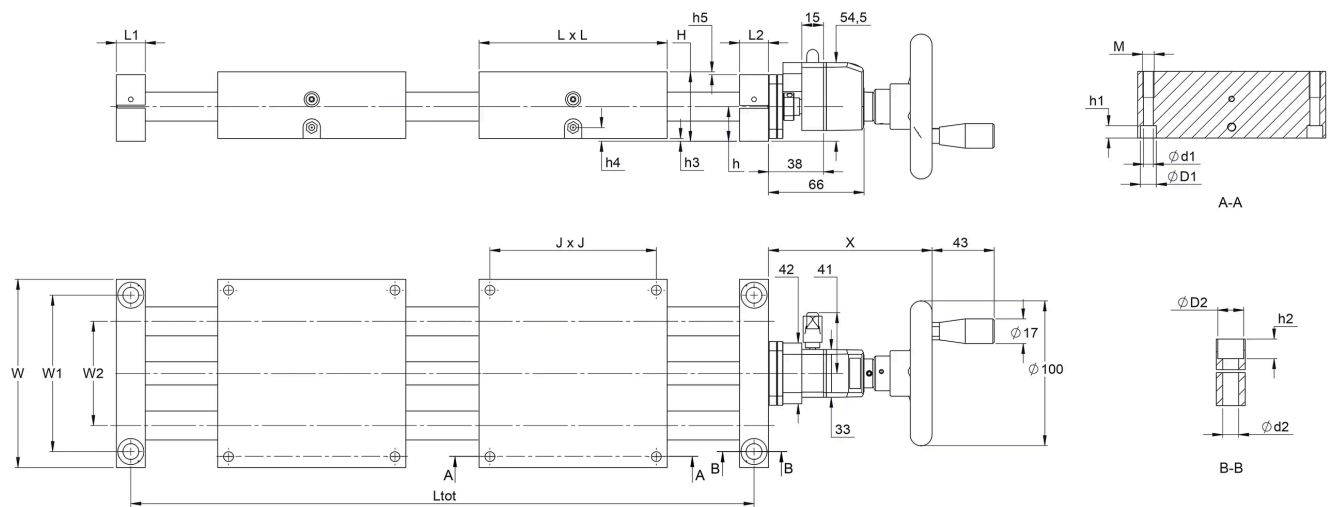 L1
L x L
h5
H
L2
15
54,5
h4
h3
h
38
66
M
h1
Ød1
ØD1
A-A
J x J
X
43
42
41
W
W1
W2
Ø17
Ø100
33
A
A
B
B
Ltot
ØD2
h2
Ød2
B-B